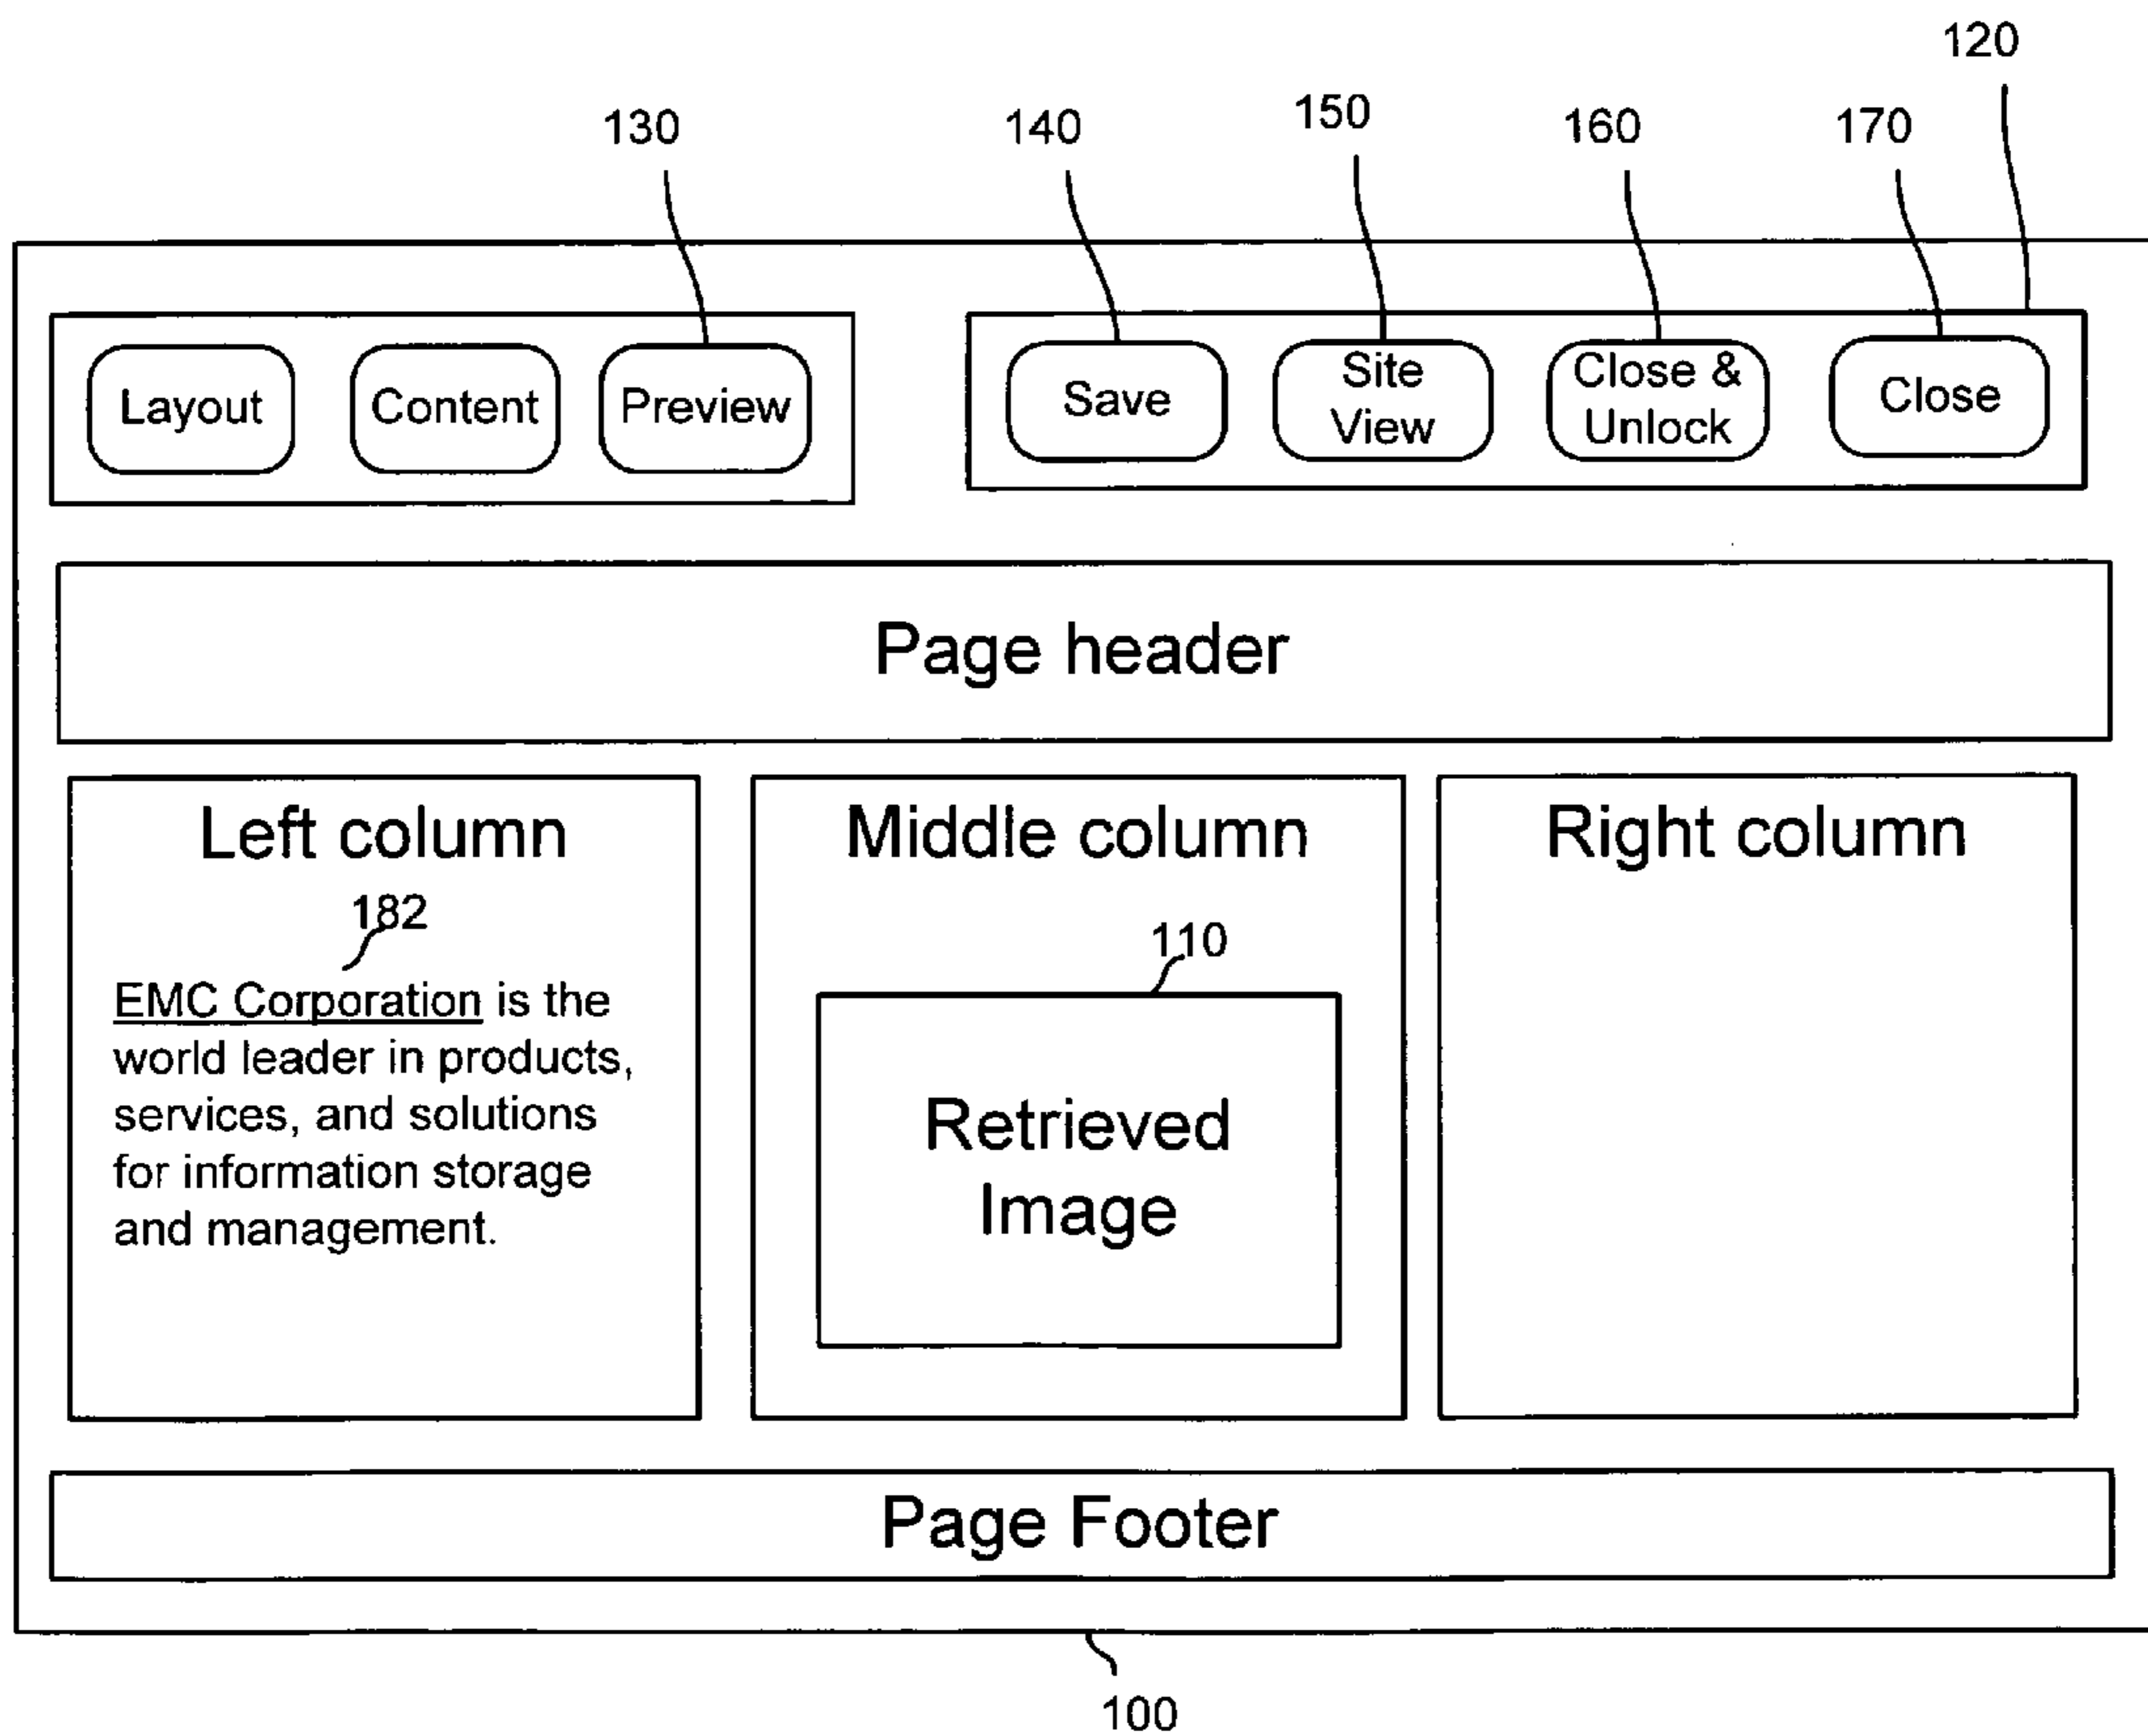 120
130
140
150
160
170
Layout
Content
Preview
Save
Site
View
Close &
Unlock
Close
Page header
Left column
182
EMC Corporation is the
world leader in products,
services, and solutions
for information storage
and management.
Middle column
110
Retrieved
Image
Right column
Page Footer
100